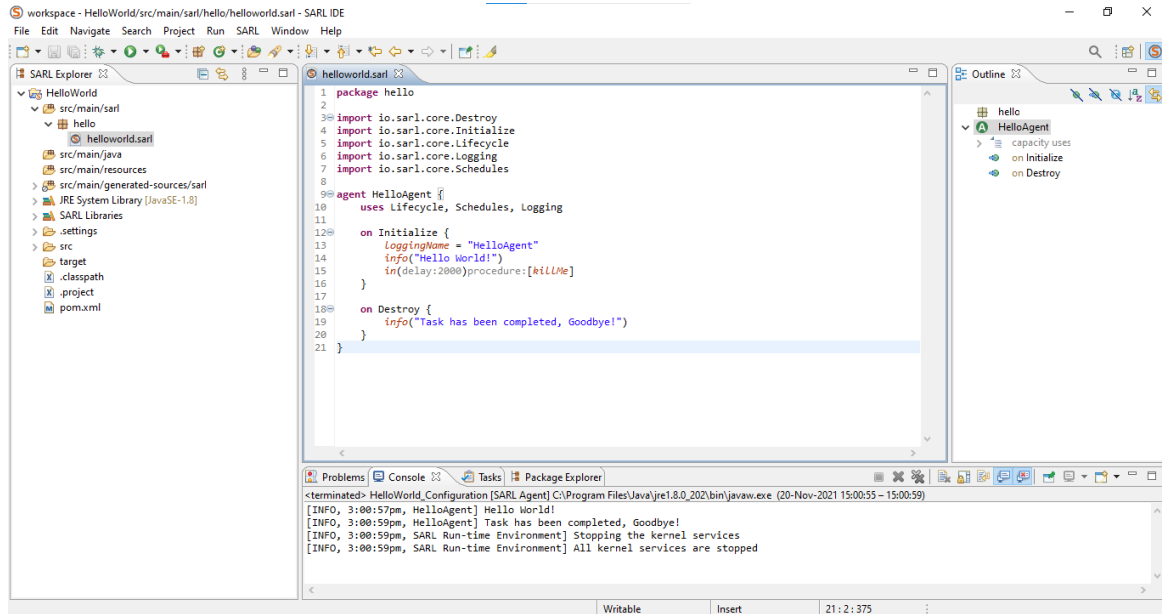 workspace - HelloWorld/src/main/sarl/hello/helloworld.sarl - SARL IDE
File Edit Navigate Search Project Run SARL Window Help
SARL Explorer
HelloWorld
src/main/sarl
hello
helloworld.sarl
src/main/java
src/main/resources
src/main/generated-sources/sarl
JRE System Library [JavaSE-1.8]
SARL Libraries
.settings
src
target
.classpath
.project
pom.xml
helloworld.sarl
1 package hello
2
3 import io.sarl.core.Destroy
4 import io.sarl.core.Initialize
5 import io.sarl.core.Lifecycle
6 import io.sarl.core.Logging
7 import io.sarl.core.Schedules
8
9 agent HelloAgent {
10 uses Lifecycle, Schedules, Logging
11
12 on Initialize {
13 loggingName = "HelloAgent"
14 info("Hello World!")
15 in(delay:2000)procedure:[killMe]
16 }
17
18 on Destroy {
19 info("Task has been completed, Goodbye!")
20 }
21 }
Outline
hello
HelloAgent
capacity uses
on Initialize
on Destroy
Problems Console Tasks Package Explorer
<terminated> HelloWorld_Configuration [SARL Agent] C:\Program Files\Java\jre1.8.0_202\bin\javaw.exe (20-Nov-2021 15:00:55 – 15:00:59)
[INFO, 3:00:57pm, HelloAgent] Hello World!
[INFO, 3:00:59pm, HelloAgent] Task has been completed, Goodbye!
[INFO, 3:00:59pm, SARL Run-time Environment] Stopping the kernel services
[INFO, 3:00:59pm, SARL Run-time Environment] All kernel services are stopped
Writable Insert 21 : 2 : 375